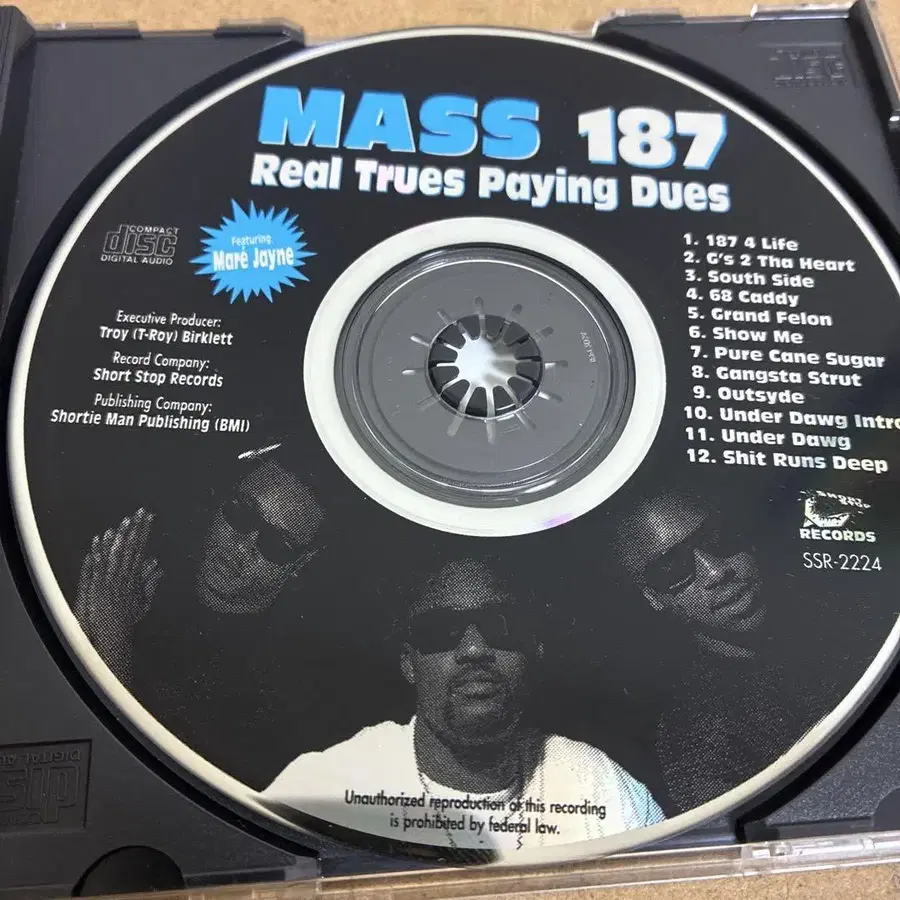 MASS 187
Real Trues Paying Dues
COMPACT
disc
DIGITAL AUDIO
Featuring
Maré Jayne
Executive Producer:
Troy (T-Roy) Birklett
Record Company:
Short Stop Records
Publishing Company:
Shortie Man Publishing (BMI)
1. 187 4 Life
2. G's 2 Tha Heart
3. South Side
4. 68 Caddy
5. Grand Felon
6. Show Me
7. Pure Cane Sugar
8. Gangsta Strut
9. Outsyde
10. Under Dawg Intro
11. Under Dawg
12. Shit Runs Deep
SHORT
RECORDS
SSR-2224
Unauthorized reproduction of this recording
is prohibited by federal law.